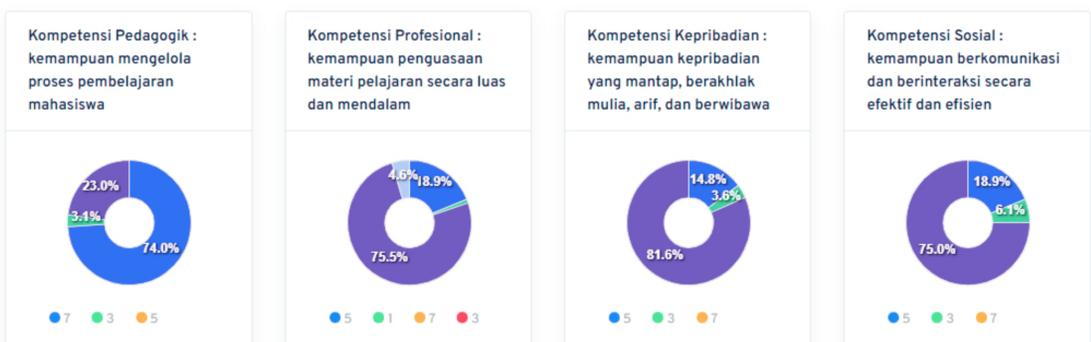 Kompetensi Pedagogik :
kemampuan mengelola
proses pembelajaran
mahasiswa
23.0%
3.1%
74.0%
7 3 5
Kompetensi Profesional :
kemampuan penguasaan
materi pelajaran secara luas
dan mendalam
4.6%
18.9%
75.5%
5 1 7 3
Kompetensi Kepribadian :
kemampuan kepribadian
yang mantap, berakhlak
mulia, arif, dan berwibawa
14.8%
3.6%
81.6%
5 3 7
Kompetensi Sosial :
kemampuan berkomunikasi
dan berinteraksi secara
efektif dan efisien
18.9%
6.1%
75.0%
5 3 7